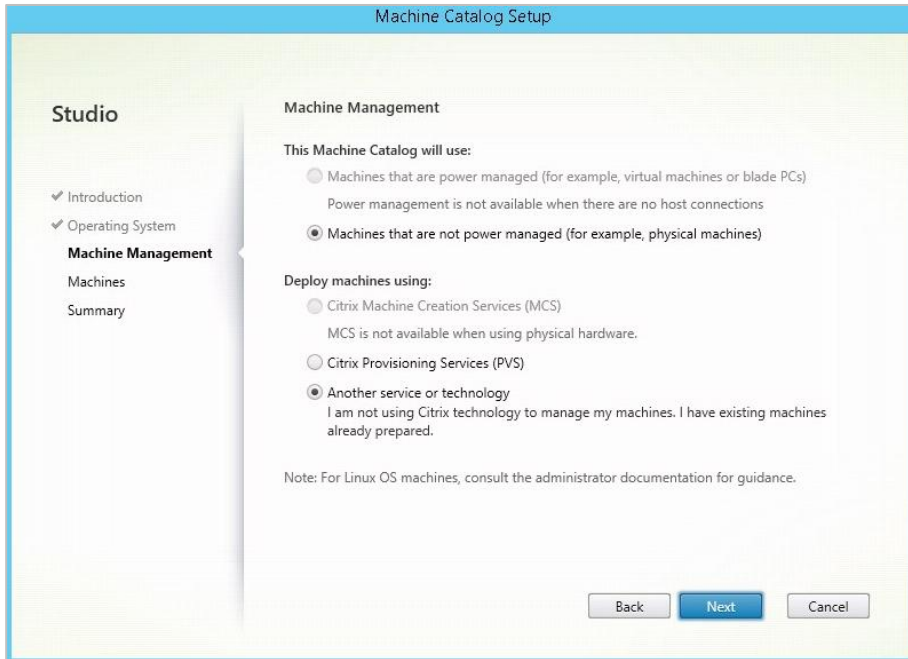 Machine Catalog Setup
Studio
Introduction
Operating System
Machine Management
Machines
Summary
Machine Management
This Machine Catalog will use:
Machines that are power managed (for example, virtual machines or blade PCs)
Power management is not available when there are no host connections
Machines that are not power managed (for example, physical machines)
Deploy machines using:
Citrix Machine Creation Services (MCS)
MCS is not available when using physical hardware.
Citrix Provisioning Services (PVS)
Another service or technology
I am not using Citrix technology to manage my machines. I have existing machines
already prepared.
Note: For Linux OS machines, consult the administrator documentation for guidance.
Back
Next
Cancel